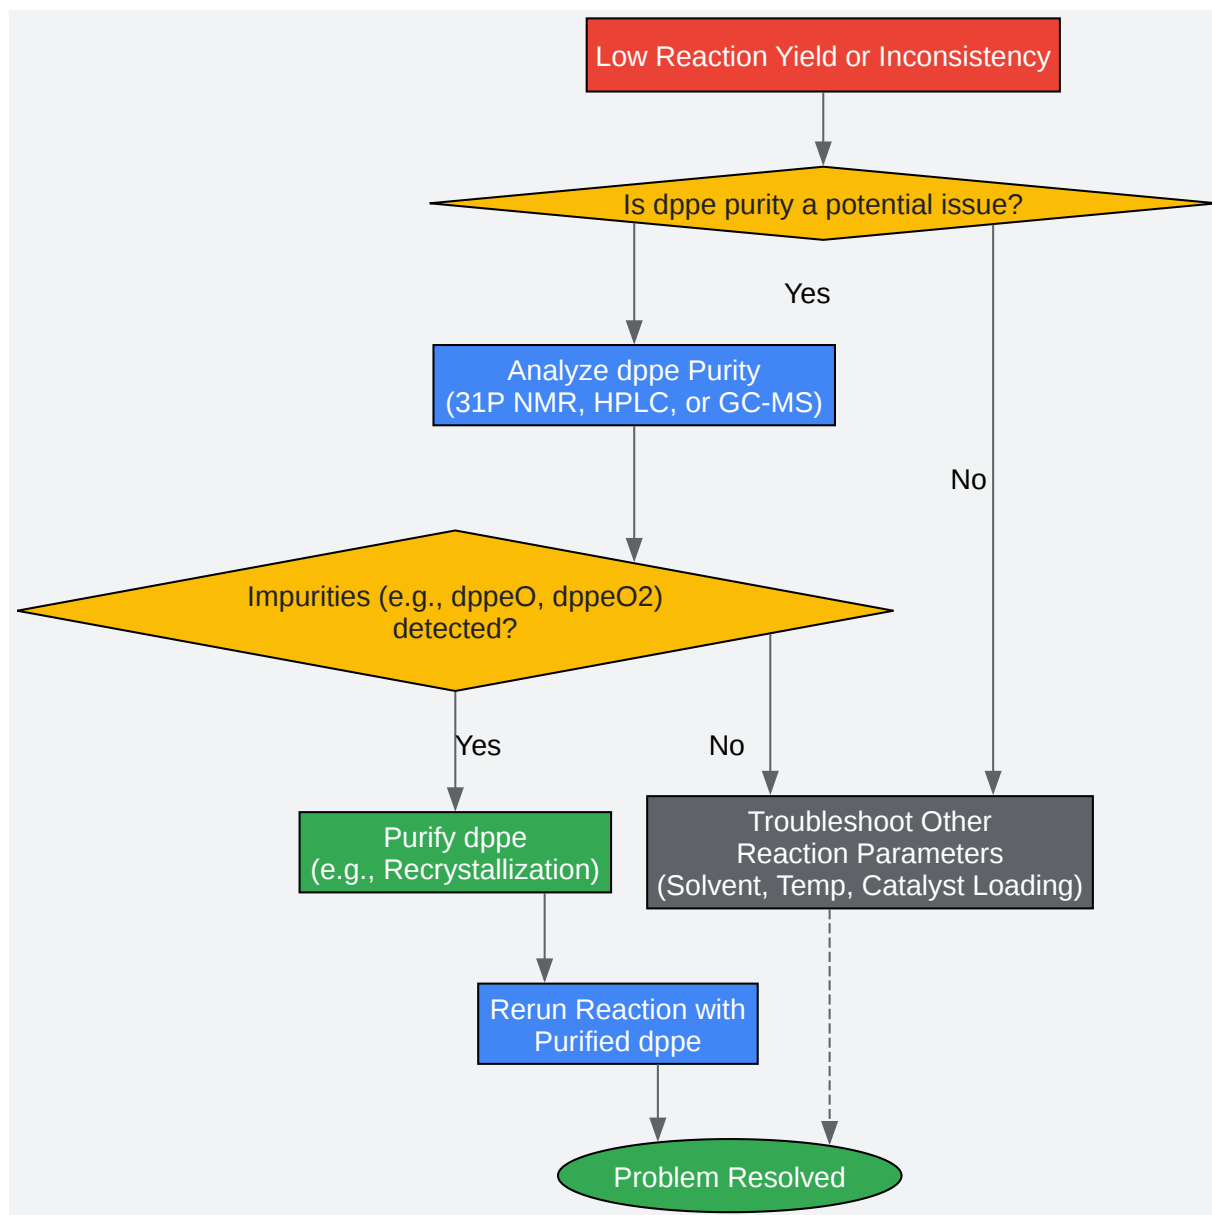 Low Reaction Yield or Inconsistency
Is dppe purity a potential issue?
Yes
Analyze dppe Purity
(31P NMR, HPLC, or GC-MS)
No
Impurities (e.g., dppeO, dppeO2)
detected?
Yes
No
Purify dppe
(e.g., Recrystallization)
Troubleshoot Other
Reaction Parameters
(Solvent, Temp, Catalyst Loading)
Rerun Reaction with
Purified dppe
Problem Resolved